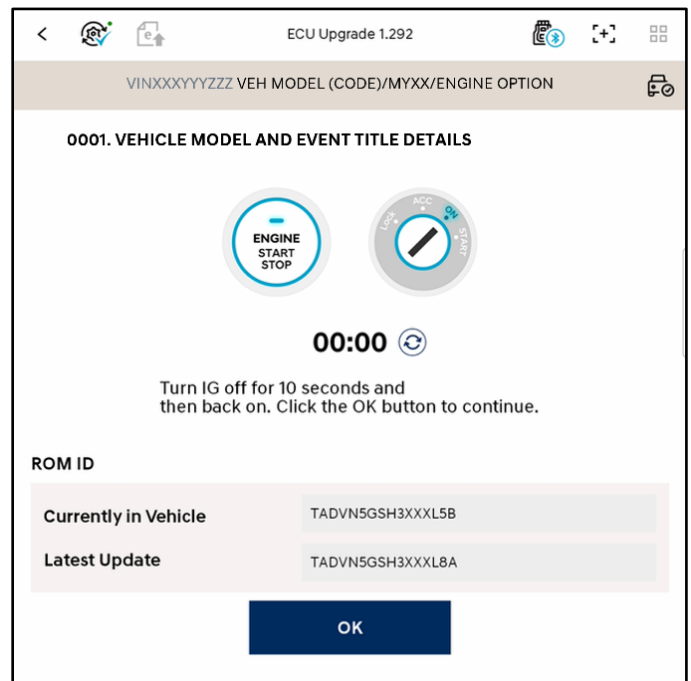 ECU Upgrade 1.292
VINXXXYYYZZZ VEH MODEL (CODE)/MYXX/ENGINE OPTION
0001. VEHICLE MODEL AND EVENT TITLE DETAILS
ENGINE
START
STOP
Lock
ACC
ON
START
00:00
Turn IG off for 10 seconds and
then back on. Click the OK button to continue.
ROM ID
Currently in Vehicle TADVN5GSH3XXXL5B
Latest Update TADVN5GSH3XXXL8A
OK